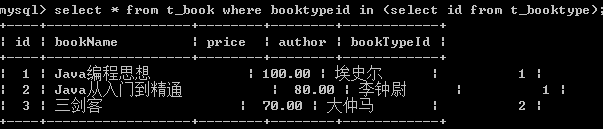 mysql> select * from t_book where booktypeid in (select id from t_booktype);
+----+--------------+--------+--------+------------+
| id | bookName | price | author | bookTypeId |
+----+--------------+--------+--------+------------+
| 1 | Java编程思想 | 100.00 | 埃史尔 | 1 |
| 2 | Java从入门到精通 | 80.00 | 李钟尉 | 1 |
| 3 | 三剑客 | 70.00 | 大仲马 | 2 |
+----+--------------+--------+--------+------------+